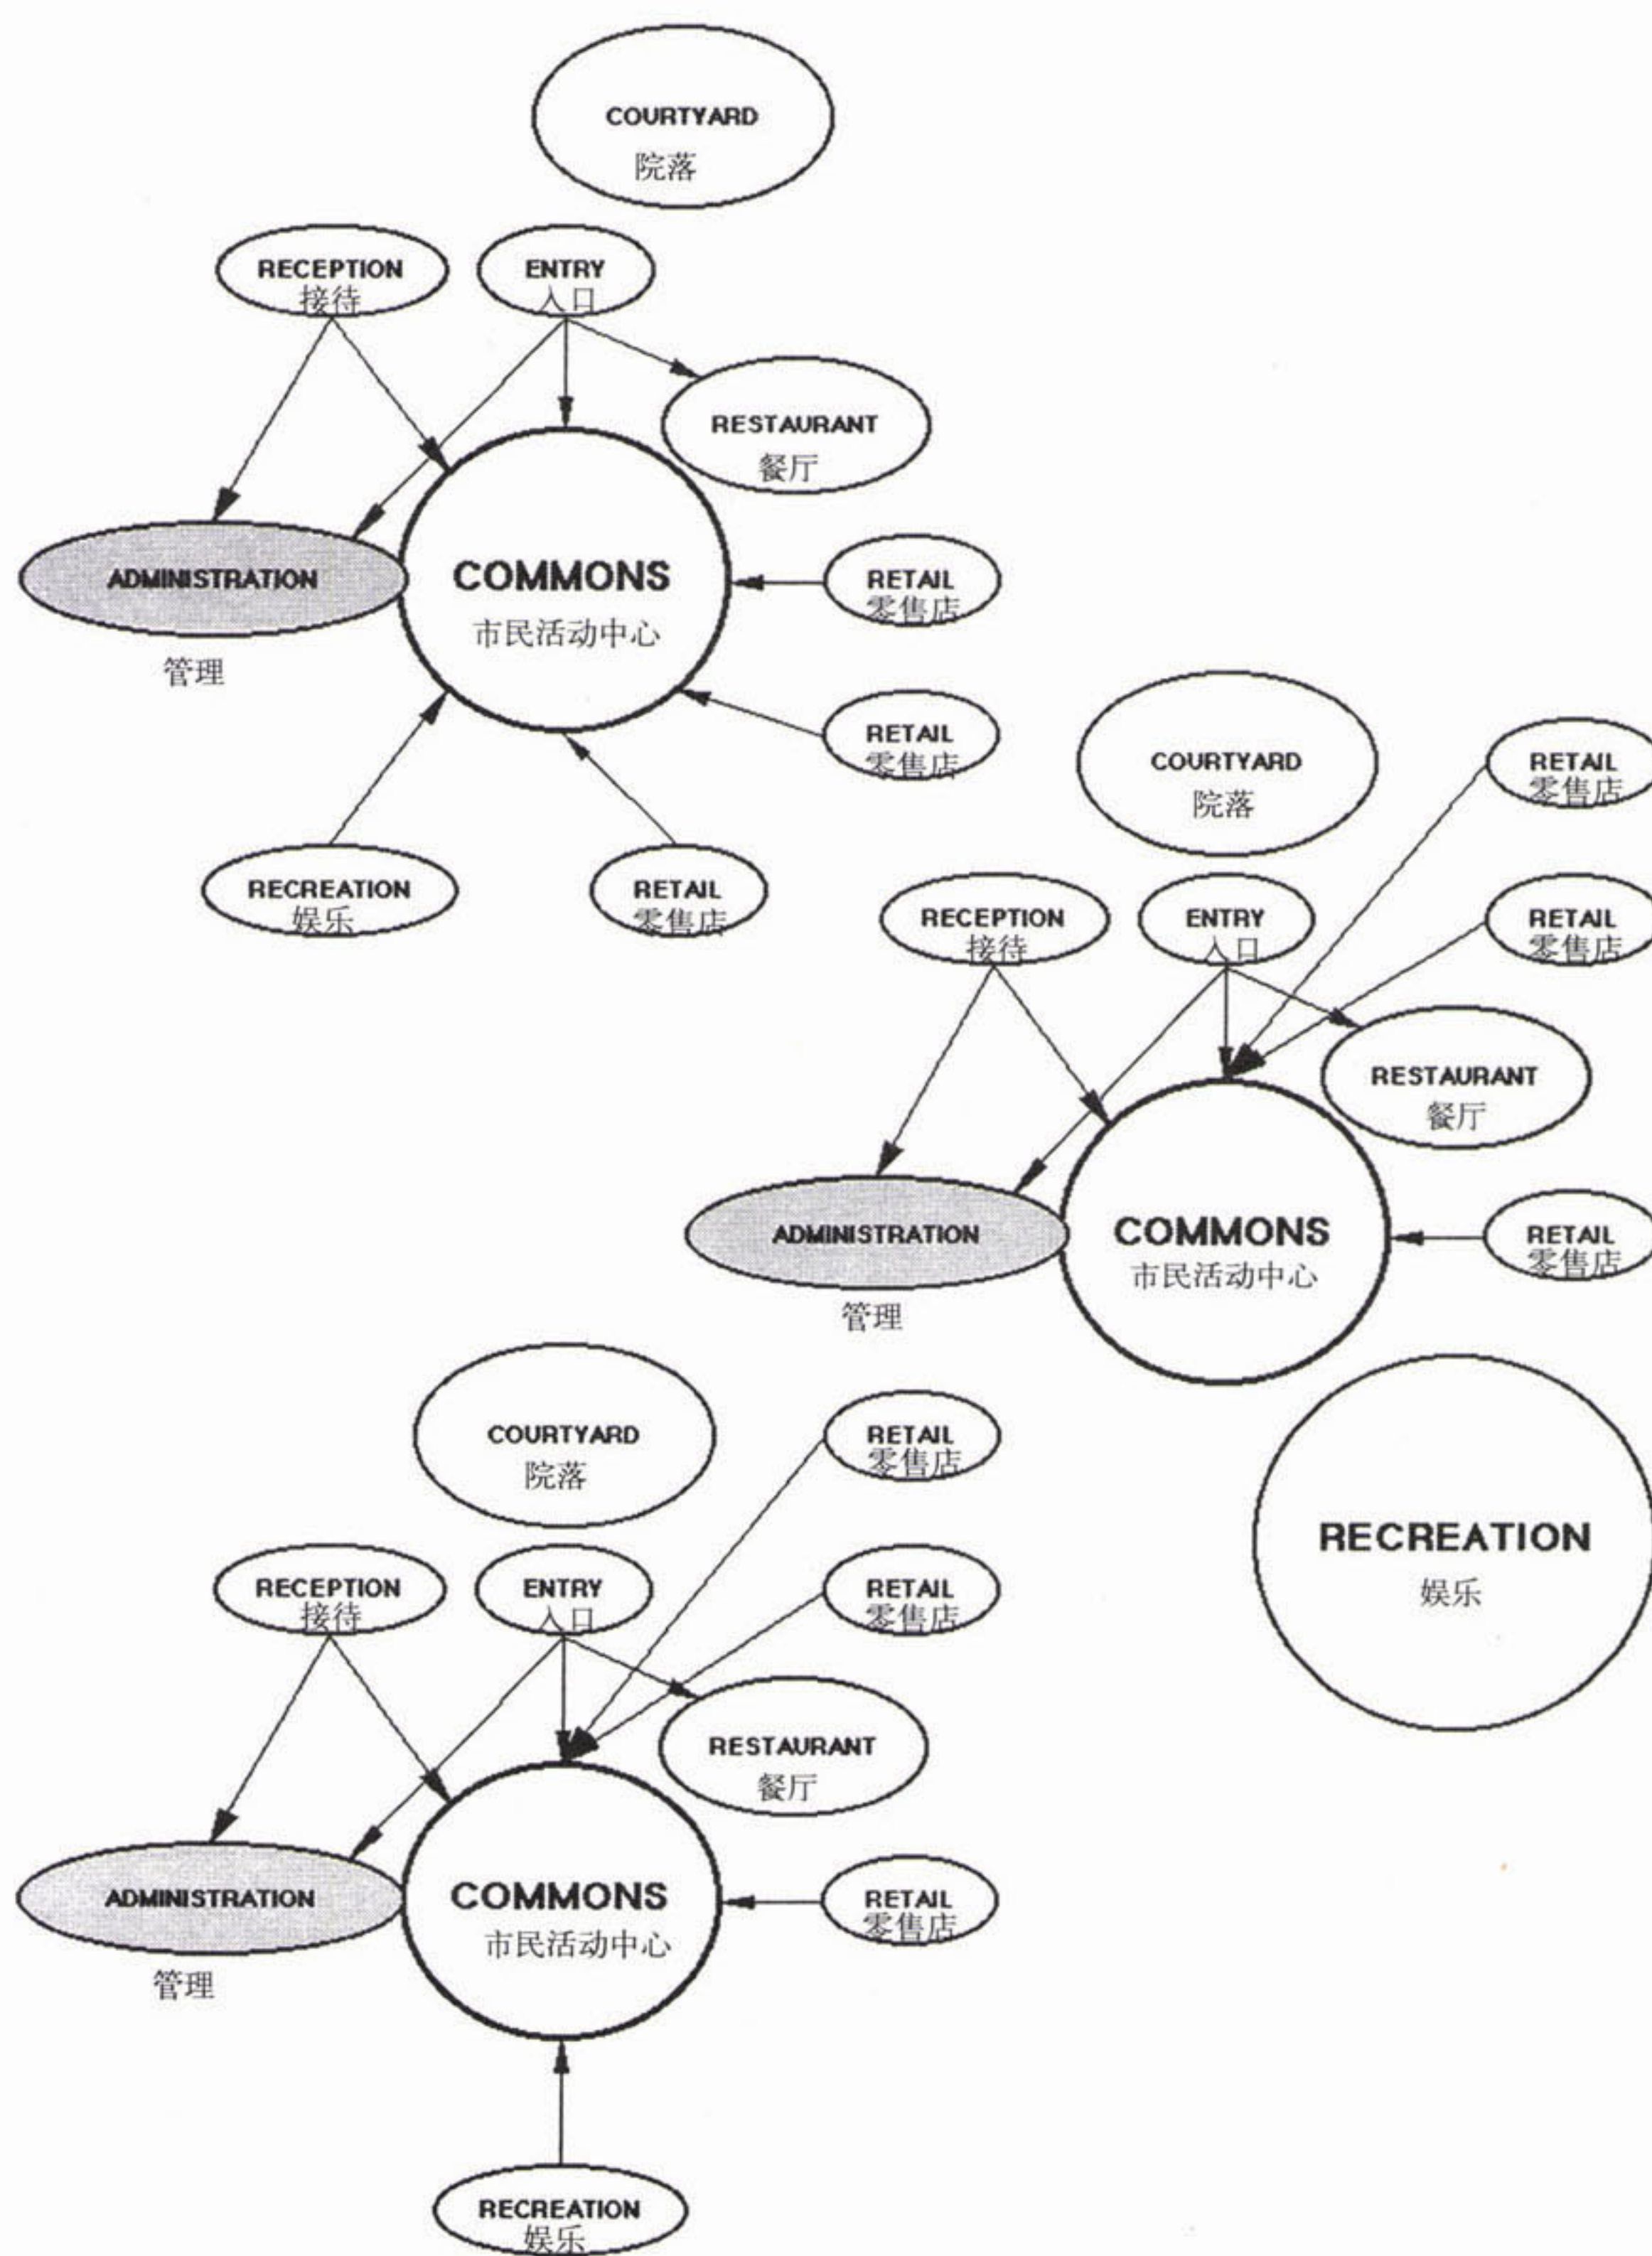 COURTYARD
院落
RECEPTION
接待
ENTRY
入口
RESTAURANT
餐厅
ADMINISTRATION
管理
COMMONS
市民活动中心
RETAIL
零售店
RETAIL
零售店
RECREATION
娱乐
RETAIL
零售店
COURTYARD
院落
RETAIL
零售店
RECEPTION
接待
ENTRY
入口
RETAIL
零售店
RESTAURANT
餐厅
ADMINISTRATION
管理
COMMONS
市民活动中心
RETAIL
零售店
RECREATION
娱乐
COURTYARD
院落
RETAIL
零售店
RECEPTION
接待
ENTRY
入口
RETAIL
零售店
RESTAURANT
餐厅
ADMINISTRATION
管理
COMMONS
市民活动中心
RETAIL
零售店
RECREATION
娱乐